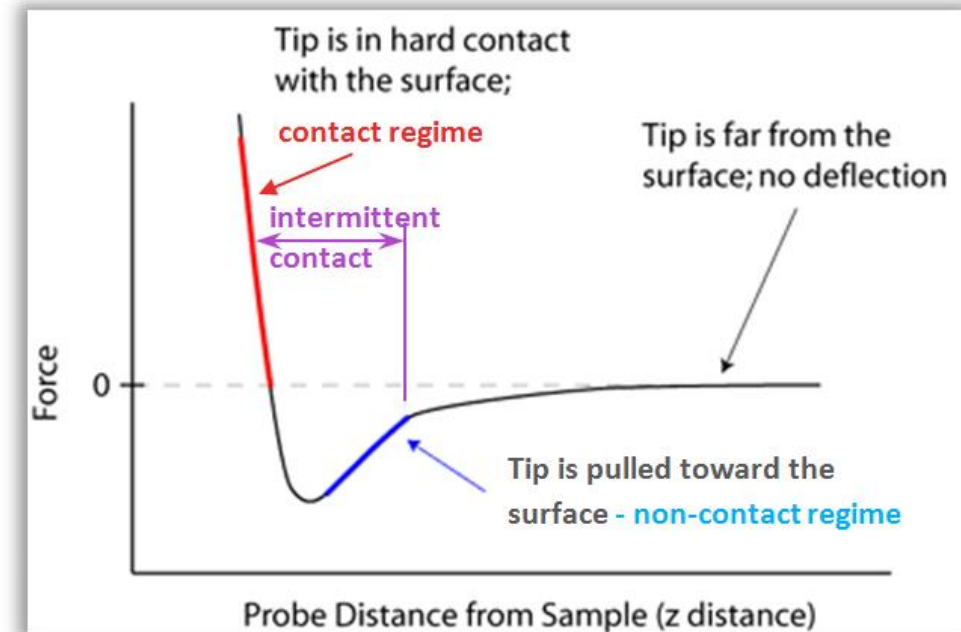 Tip is in hard contact
with the surface;
contact regime
Tip is far from the
surface; no deflection
intermittent
contact
Force
0
Tip is pulled toward the
surface - non-contact regime
Probe Distance from Sample (z distance)